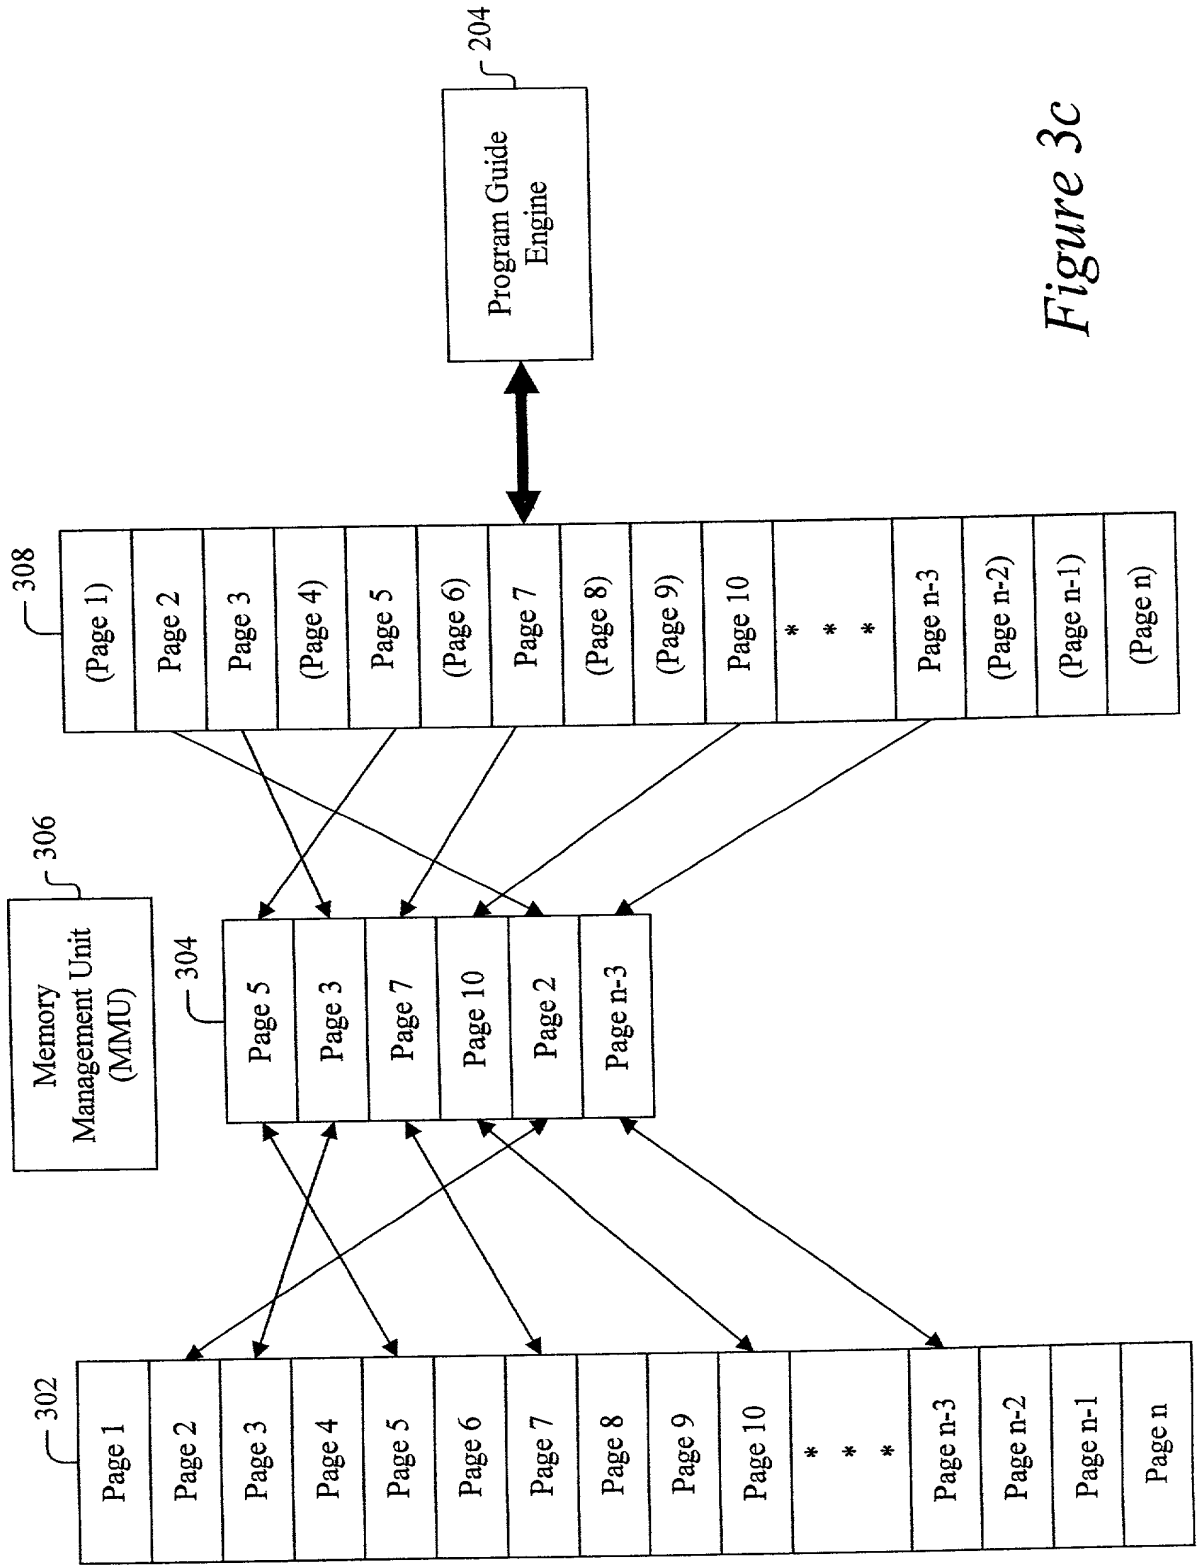 302
Page 1
Page 2
Page 3
Page 4
Page 5
Page 6
Page 7
Page 8
Page 9
Page 10
*
*
*
Page n-3
Page n-2
Page n-1
Page n
Memory
Management Unit
(MMU)
306
304
Page 5
Page 3
Page 7
Page 10
Page 2
Page n-3
308
(Page 1)
Page 2
Page 3
(Page 4)
Page 5
(Page 6)
Page 7
(Page 8)
(Page 9)
Page 10
*
*
*
Page n-3
(Page n-2)
(Page n-1)
(Page n)
204
Program Guide
Engine
Figure 3c